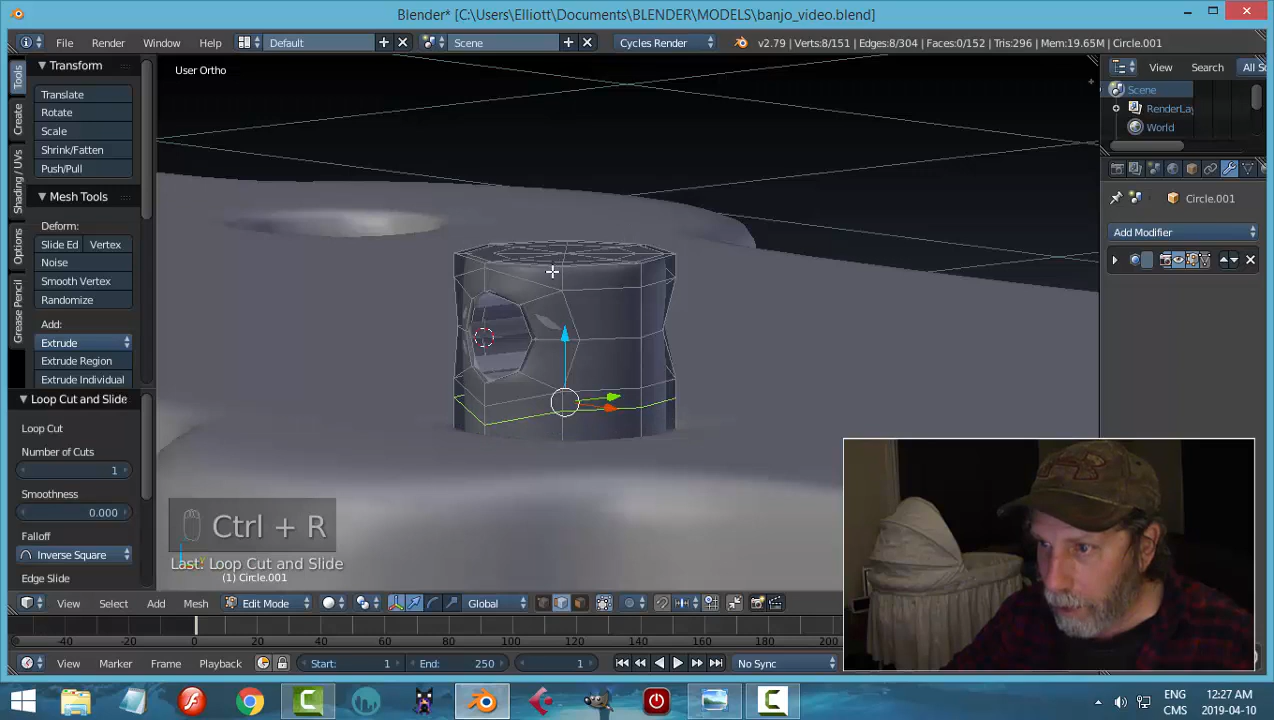 Blender* [C:\Users\Elliott\Documents\BLENDER\MODELS\banjo_video.blend]
File Render Window Help Default Scene Cycles Render v2.79 | Verts:8/151 | Edges:8/304 | Faces:0/152 | Tris:296 | Mem:19.65M | Circle.001
Transform
Translate
Rotate
Scale
Shrink/Fatten
Push/Pull
Mesh Tools
Deform:
Slide Ed Vertex
Noise
Smooth Vertex
Randomize
Add:
Extrude
Extrude Region
Extrude Individual
Loop Cut and Slide
Loop Cut
Number of Cuts
1
Smoothness
0.000
Falloff
Inverse Square
Edge Slide
Tools
Create
Shading / UVs
Options
Grease Pencil
User Ortho
Ctrl + R
Last: Loop Cut and Slide
(1) Circle.001
View Search All S
Scene
RenderLay
World
Circle.001
Add Modifier
View Select Add Mesh Edit Mode Global
-40 -20 0 20 40 60 80 100 120 140 160 180 200
View Marker Frame Playback Start: 1 End: 250 1 No Sync
ENG 12:27 AM
CMS 2019-04-10